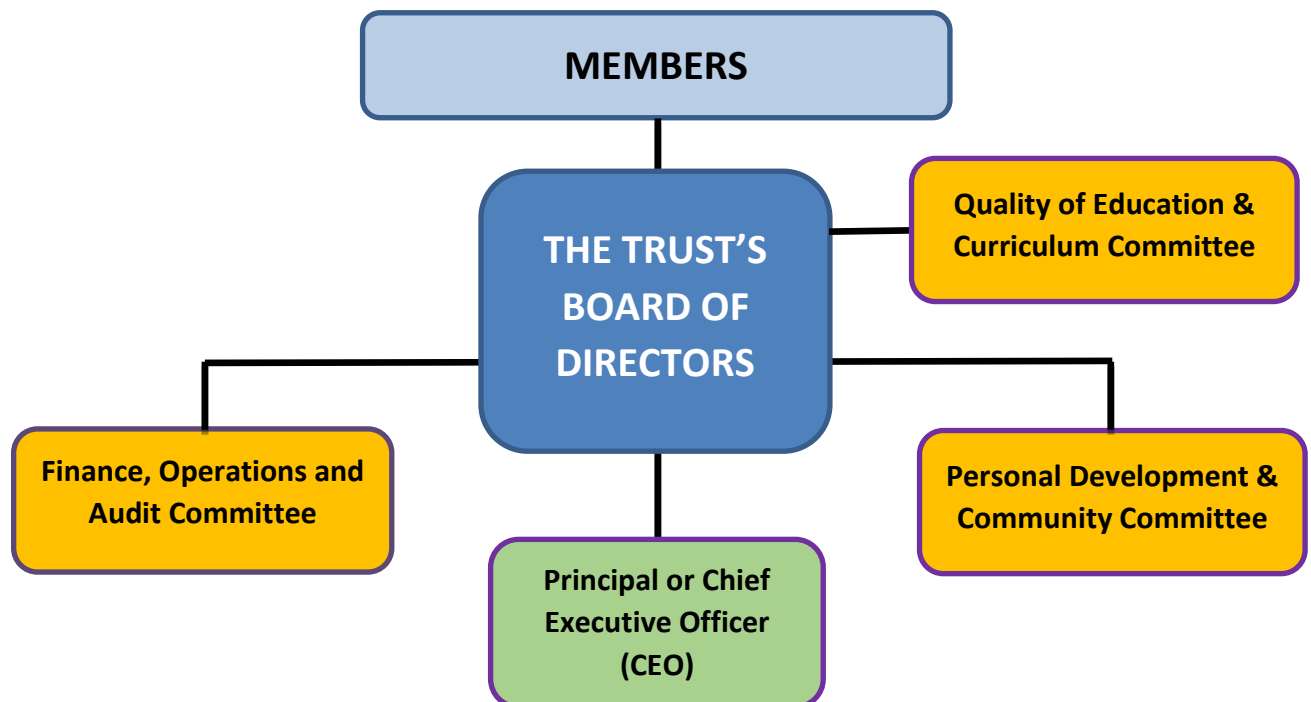 MEMBERS
THE TRUST’S
BOARD OF
DIRECTORS
Quality of Education &
Curriculum Committee
Finance, Operations and
Audit Committee
Personal Development &
Community Committee
Principal or Chief
Executive Officer
(CEO)